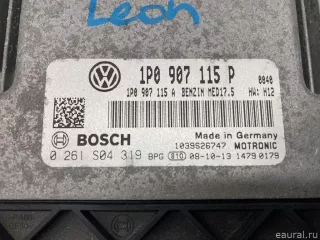 Leon
1P0 907 115 P 0040
1P0 907 115 A BENZIN MED17.5 HW: H12
BOSCH Made in Germany
1039S26747 MOTRONIC
0 261 S04 319 BPG 810 08-10-13 1479 0179
eaural.ru